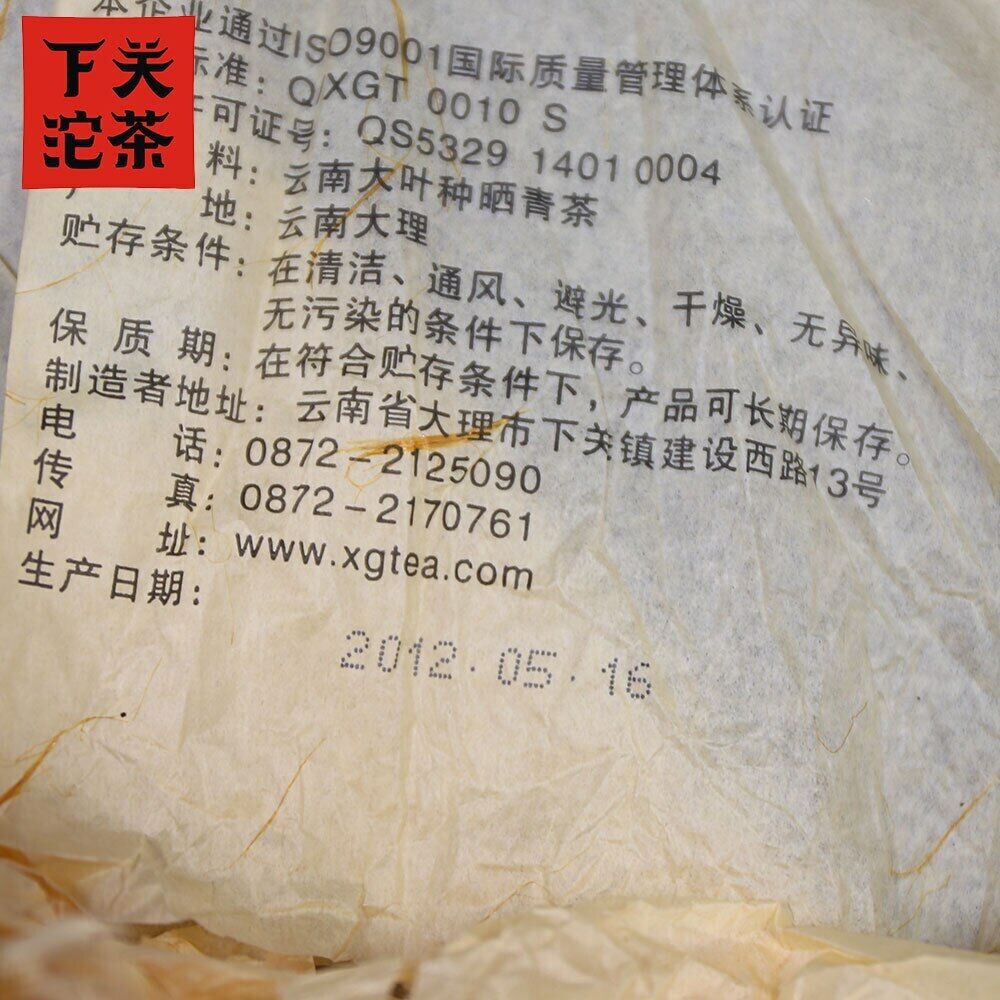 下关
沱茶
本企业通过ISO9001国际质量管理体系认证
标准：QXGT 0010 S
许可证号：QS5329 1401 0004
料：云南大叶种晒青茶
产 地：云南大理
贮存条件：在清洁、通风、避光、干燥、无异味、
无污染的条件下保存。
保 质 期：在符合贮存条件下，产品可长期保存。
制造者地址：云南省大理市下关镇建设西路13号
电 话：0872-2125090
传 真：0872-2170761
网 址：www.xgtea.com
生产日期：
2012.05.16